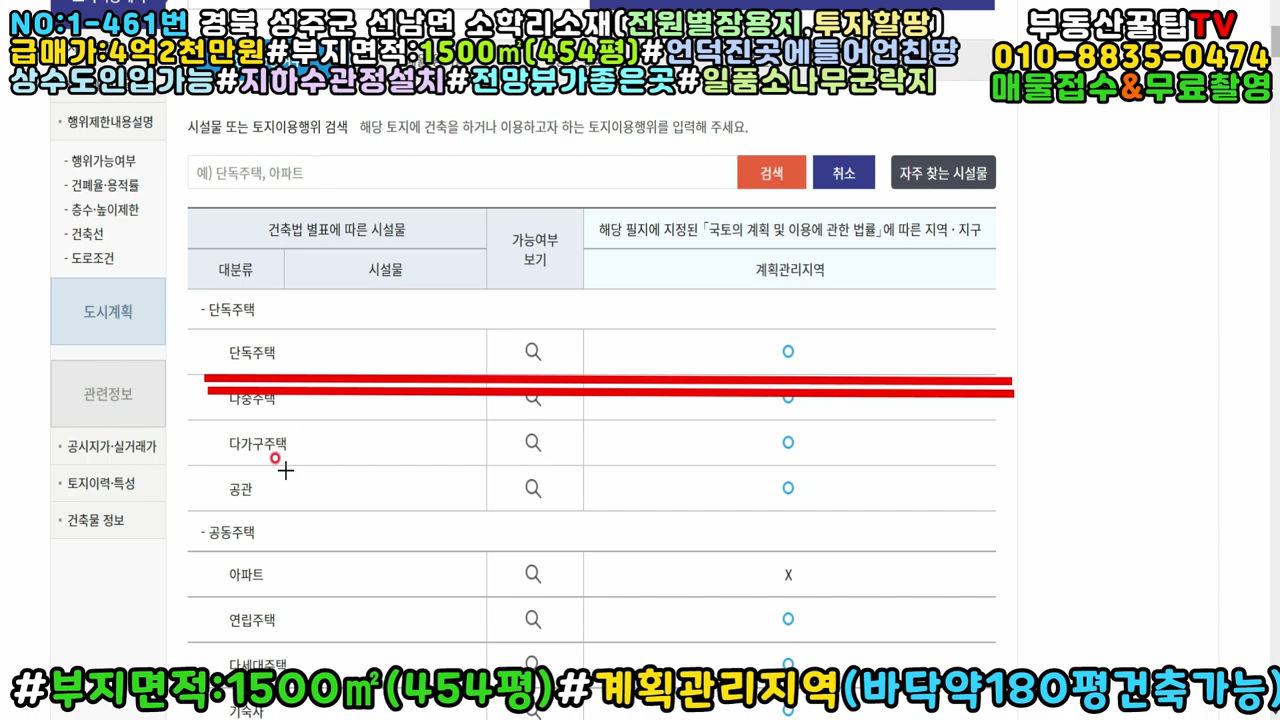 NO:1-461번 경북 성주군 선남면 소학리소재(전원별장용지,투자할땅)
급매가:4억2천만원#부지면적:1500㎡(454평)#언덕진곳에들어언친땅
상수도인입가능#지하수관정설치#전망뷰가좋은곳#일품소나무군락지
부동산꿀팁TV
010-8835-0474
매물접수&무료촬영
행위제한내용설명
- 행위가능여부
- 건폐율·용적률
- 층수·높이제한
- 건축선
- 도로조건
도시계획
관련정보
공시지가·실거래가
토지이력·특성
건축물 정보
시설물 또는 토지이용행위 검색 해당 토지에 건축을 하거나 이용하고자 하는 토지이용행위를 입력해 주세요.
예) 단독주택, 아파트 검색 취소 자주 찾는 시설물
건축법 별표에 따른 시설물 가능여부 보기 해당 필지에 지정된 「국토의 계획 및 이용에 관한 법률」에 따른 지역·지구
대분류 시설물 계획관리지역
- 단독주택
단독주택 O
다중주택 O
다가구주택 O
공관 O
- 공동주택
아파트 X
연립주택 O
다세대주택 O
기숙사
#부지면적:1500㎡(454평)#계획관리지역(바닥약180평건축가능)